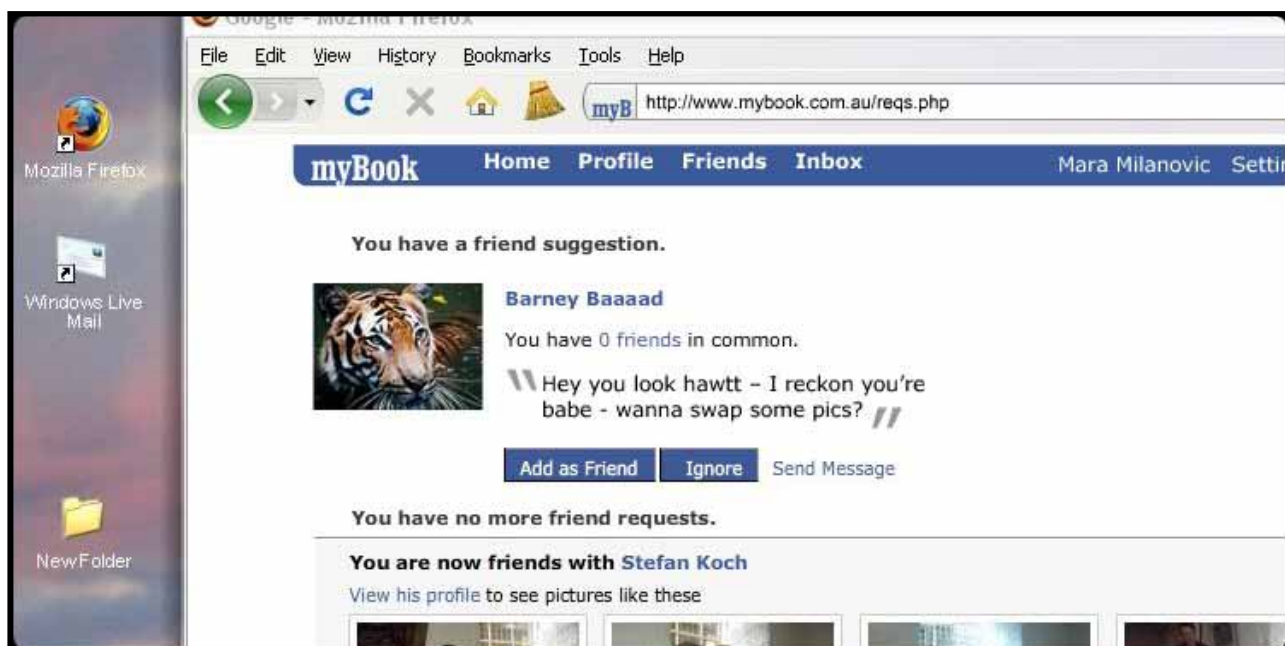 Google - Mozilla Firefox
File Edit View History Bookmarks Tools Help
myB http://www.mybook.com.au/reqs.php
Mozilla Firefox
Windows Live
Mail
NewFolder
myBook Home Profile Friends Inbox Mara Milanovic Settin
You have a friend suggestion.
Barney Baaaad
You have 0 friends in common.
"Hey you look hawtt – I reckon you're
babe - wanna swap some pics?"
Add as Friend Ignore Send Message
You have no more friend requests.
You are now friends with Stefan Koch
View his profile to see pictures like these